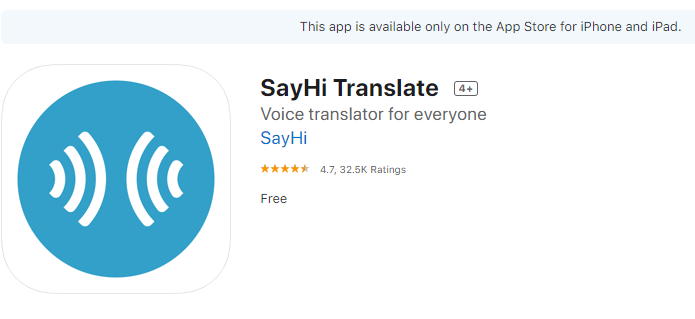 This app is available only on the App Store for iPhone and iPad.
SayHi Translate 4+
Voice translator for everyone
SayHi
4.7, 32.5K Ratings
Free